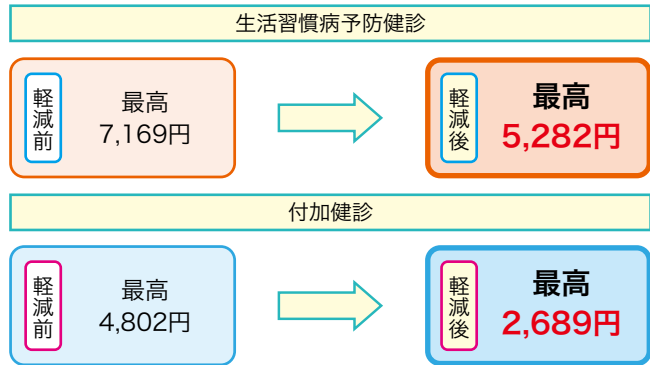 生活習慣病予防健診
軽減前
最高
7,169円
軽減後
最高
5,282円
付加健診
軽減前
最高
4,802円
軽減後
最高
2,689円